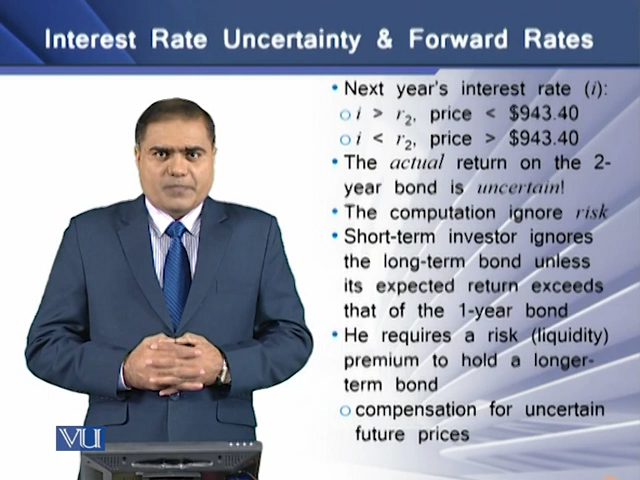 Interest Rate Uncertainty & Forward Rates
• Next year's interest rate (i):
o i > r2, price < $943.40
o i < r2, price > $943.40
• The actual return on the 2-
year bond is uncertain!
• The computation ignore risk
• Short-term investor ignores
the long-term bond unless
its expected return exceeds
that of the 1-year bond
• He requires a risk (liquidity)
premium to hold a longer-
term bond
o compensation for uncertain
future prices
VU